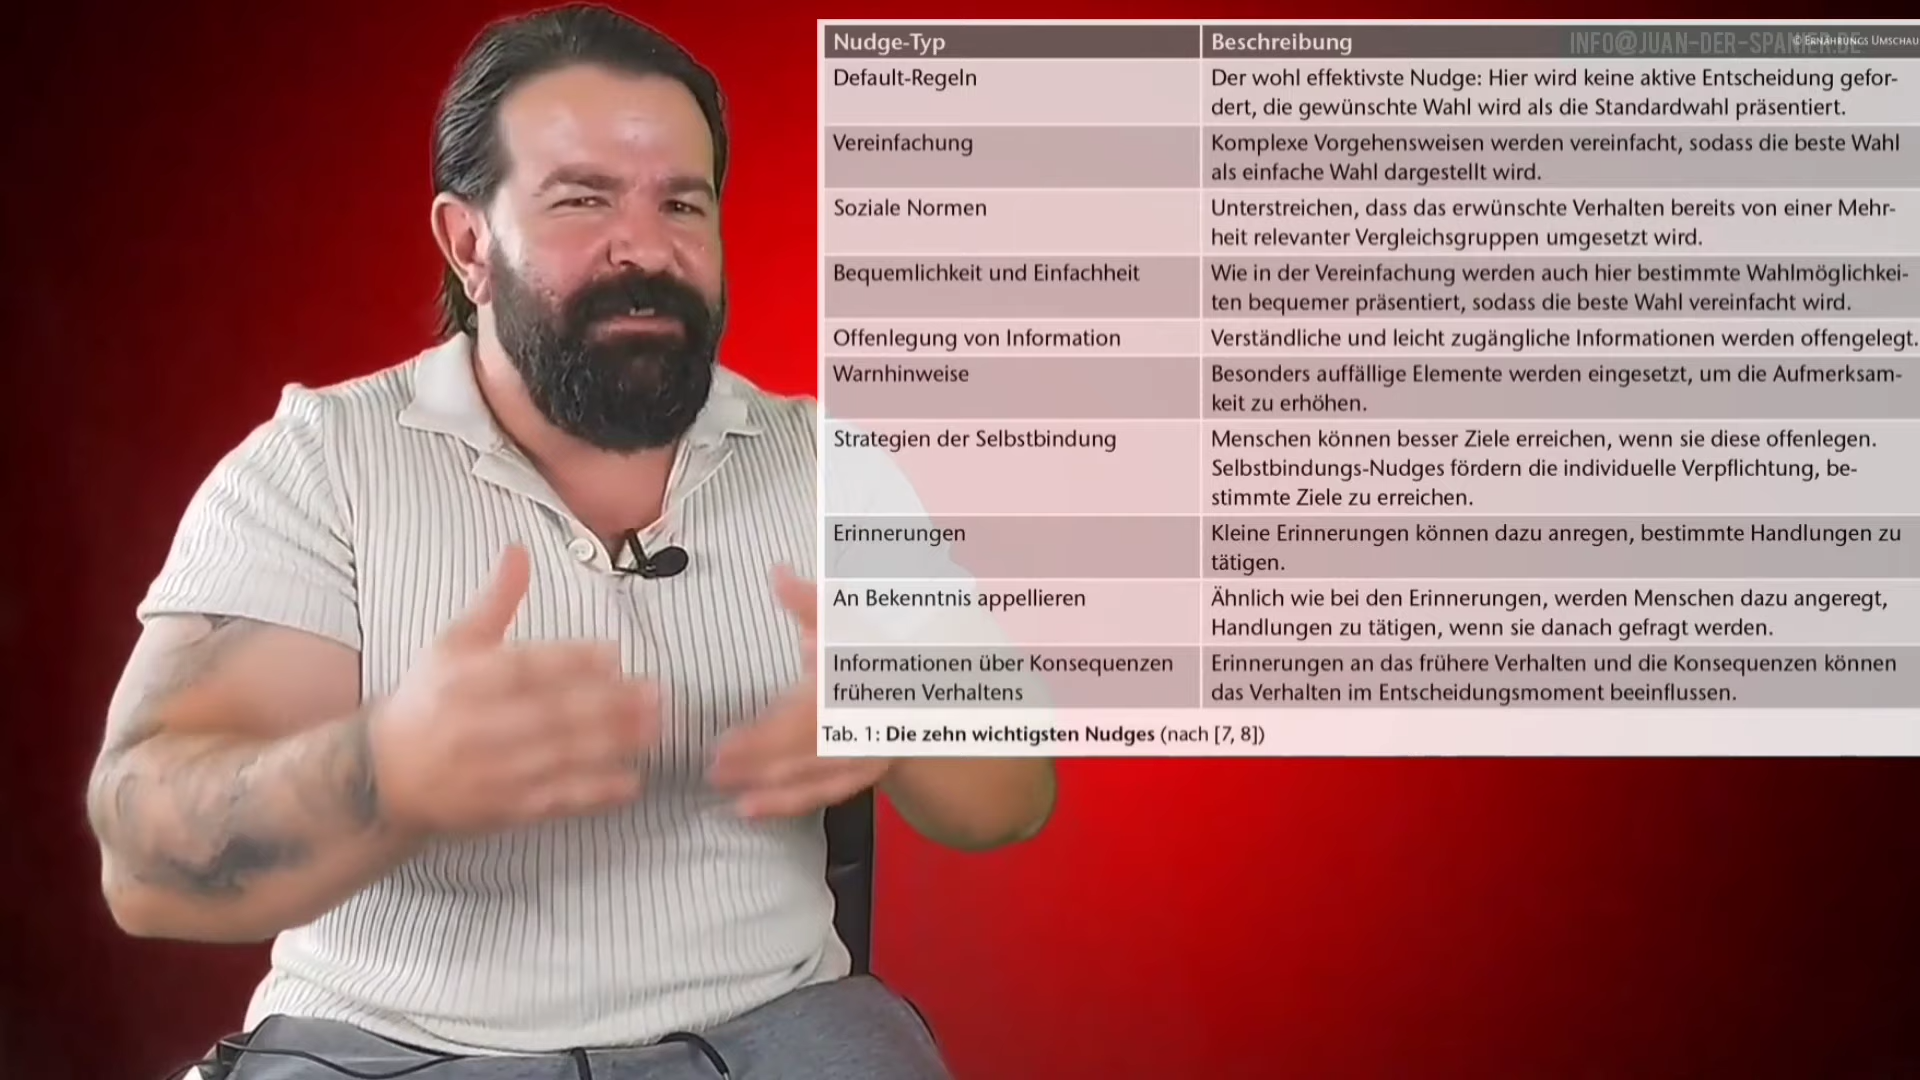 Nudge-Typ
Beschreibung
INFO@JUAN-DER-SPANIER.DE
© Ernährungs Umschau
Default-Regeln
Der wohl effektivste Nudge: Hier wird keine aktive Entscheidung gefor-
dert, die gewünschte Wahl wird als die Standardwahl präsentiert.
Vereinfachung
Komplexe Vorgehensweisen werden vereinfacht, sodass die beste Wahl
als einfache Wahl dargestellt wird.
Soziale Normen
Unterstreichen, dass das erwünschte Verhalten bereits von einer Mehr-
heit relevanter Vergleichsgruppen umgesetzt wird.
Bequemlichkeit und Einfachheit
Wie in der Vereinfachung werden auch hier bestimmte Wahlmöglichkei-
ten bequemer präsentiert, sodass die beste Wahl vereinfacht wird.
Offenlegung von Information
Verständliche und leicht zugängliche Informationen werden offengelegt.
Warnhinweise
Besonders auffällige Elemente werden eingesetzt, um die Aufmerksam-
keit zu erhöhen.
Strategien der Selbstbindung
Menschen können besser Ziele erreichen, wenn sie diese offenlegen.
Selbstbindungs-Nudges fördern die individuelle Verpflichtung, be-
stimmte Ziele zu erreichen.
Erinnerungen
Kleine Erinnerungen können dazu anregen, bestimmte Handlungen zu
tätigen.
An Bekenntnis appellieren
Ähnlich wie bei den Erinnerungen, werden Menschen dazu angeregt,
Handlungen zu tätigen, wenn sie danach gefragt werden.
Informationen über Konsequenzen
früheren Verhaltens
Erinnerungen an das frühere Verhalten und die Konsequenzen können
das Verhalten im Entscheidungsmoment beeinflussen.
Tab. 1: Die zehn wichtigsten Nudges (nach [7, 8])